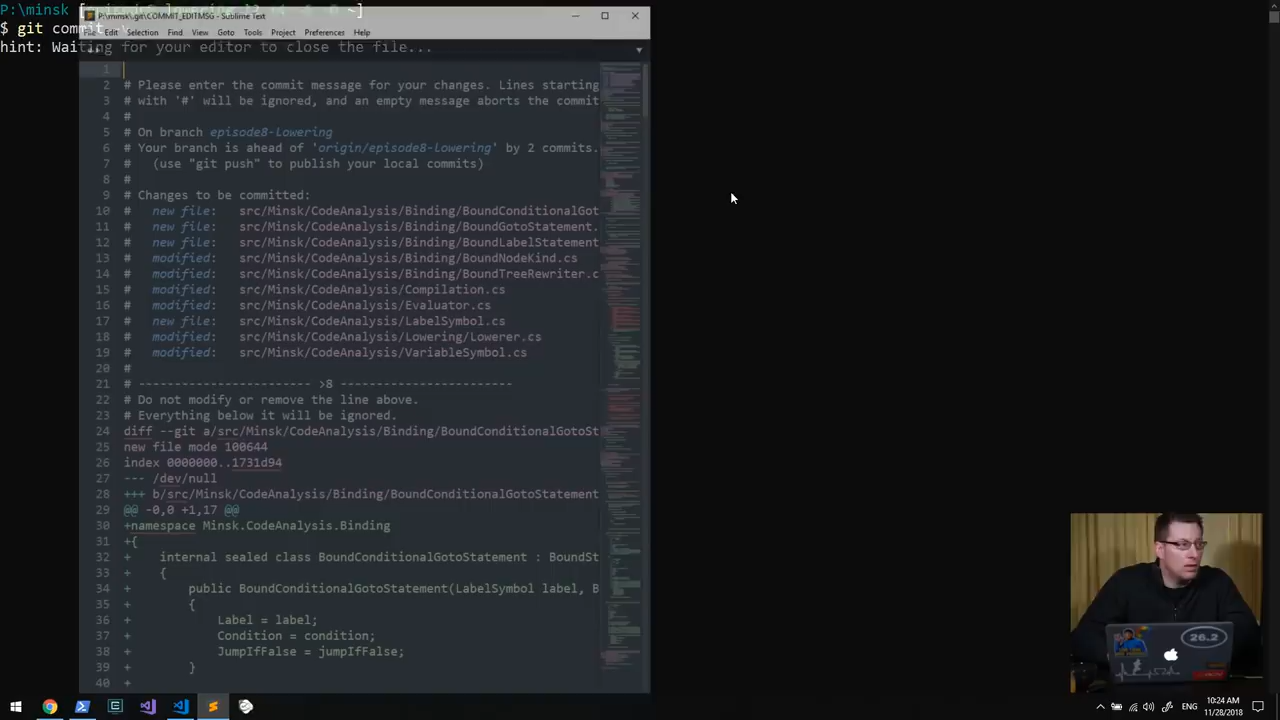 P:\minsk [
$ git commit -v
hint: Waiting for your editor to close the file...
P:\minsk\.git\COMMIT_EDITMSG - Sublime Text
File Edit Selection Find View Goto Tools Project Preferences Help
1
2 # Please enter the commit message for your changes. Lines starting
3 # with '#' will be ignored, and an empty message aborts the commit
4 #
5 # On branch episode8-Lowering
6 # Your branch is ahead of 'origin/episode8-Lowering' by 2 commits.
7 #   (use "git push" to publish your local commits)
8 #
9 # Changes to be committed:
10 #   new file:   src/Minsk/CodeAnalysis/Binding/BoundConditionalGot
11 #   new file:   src/Minsk/CodeAnalysis/Binding/BoundGotoStatement.
12 #   new file:   src/Minsk/CodeAnalysis/Binding/BoundLabelStatement
13 #   modified:   src/Minsk/CodeAnalysis/Binding/BoundNodeKind.cs
14 #   modified:   src/Minsk/CodeAnalysis/Binding/BoundTreeRewriter.c
15 #   modified:   src/Minsk/CodeAnalysis/Compilation.cs
16 #   modified:   src/Minsk/CodeAnalysis/Evaluator.cs
17 #   new file:   src/Minsk/CodeAnalysis/LabelSymbol.cs
18 #   modified:   src/Minsk/CodeAnalysis/Lowering/Lowerer.cs
19 #   modified:   src/Minsk/CodeAnalysis/VariableSymbol.cs
20 #
21 # ------------------------ >8 ------------------------
22 # Do not modify or remove the line above.
23 # Everything below it will be ignored.
24 diff --git a/src/Minsk/CodeAnalysis/Binding/BoundConditionalGotoSt
25 new file mode 100644
26 index 0000000..1731d94
27 --- /dev/null
28 +++ b/src/Minsk/CodeAnalysis/Binding/BoundConditionalGotoStatement
29 @@ -0,0 +1,17 @@
30 +namespace Minsk.CodeAnalysis.Binding
31 +{
32 +    internal sealed class BoundConditionalGotoStatement : BoundSt
33 +    {
34 +        public BoundConditionalGotoStatement(LabelSymbol label, B
35 +        {
36 +            Label = label;
37 +            Condition = condition;
38 +            JumpIfFalse = jumpIfFalse;
39 +        }
40 +
26.2
ENG
10:24 AM
11/28/2018